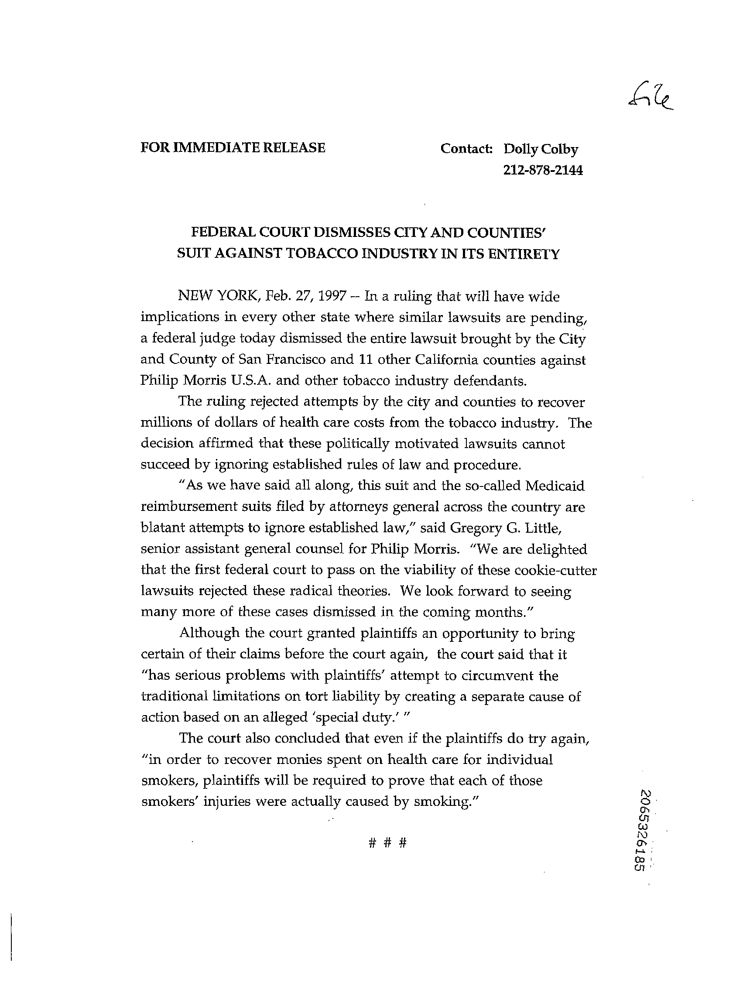 file
FOR IMMEDIATE RELEASE
Contact: Dolly Colby
212-878-2144
FEDERAL COURT DISMISSES CITY AND COUNTIES'
SUIT AGAINST TOBACCO INDUSTRY IN ITS ENTIRETY
NEW YORK, Feb. 27, 1997 -- In a ruling that will have wide
implications in every other state where similar lawsuits are pending,
a federal judge today dismissed the entire lawsuit brought by the City
and County of San Francisco and 11 other California counties against
Philip Morris U.S.A. and other tobacco industry defendants.
The ruling rejected attempts by the city and counties to recover
millions of dollars of health care costs from the tobacco industry. The
decision affirmed that these politically motivated lawsuits cannot
succeed by ignoring established rules of law and procedure.
"As we have said all along, this suit and the so-called Medicaid
reimbursement suits filed by attorneys general across the country are
blatant attempts to ignore established law," said Gregory G. Little,
senior assistant general counsel for Philip Morris. "We are delighted
that the first federal court to pass on the viability of these cookie-cutter
lawsuits rejected these radical theories. We look forward to seeing
many more of these cases dismissed in the coming months."
Although the court granted plaintiffs an opportunity to bring
certain of their claims before the court again, the court said that it
"has serious problems with plaintiffs' attempt to circumvent the
traditional limitations on tort liability by creating a separate cause of
action based on an alleged 'special duty.' "
The court also concluded that even if the plaintiffs do try again,
"in order to recover monies spent on health care for individual
smokers, plaintiffs will be required to prove that each of those
smokers' injuries were actually caused by smoking."
# # #
2065326185